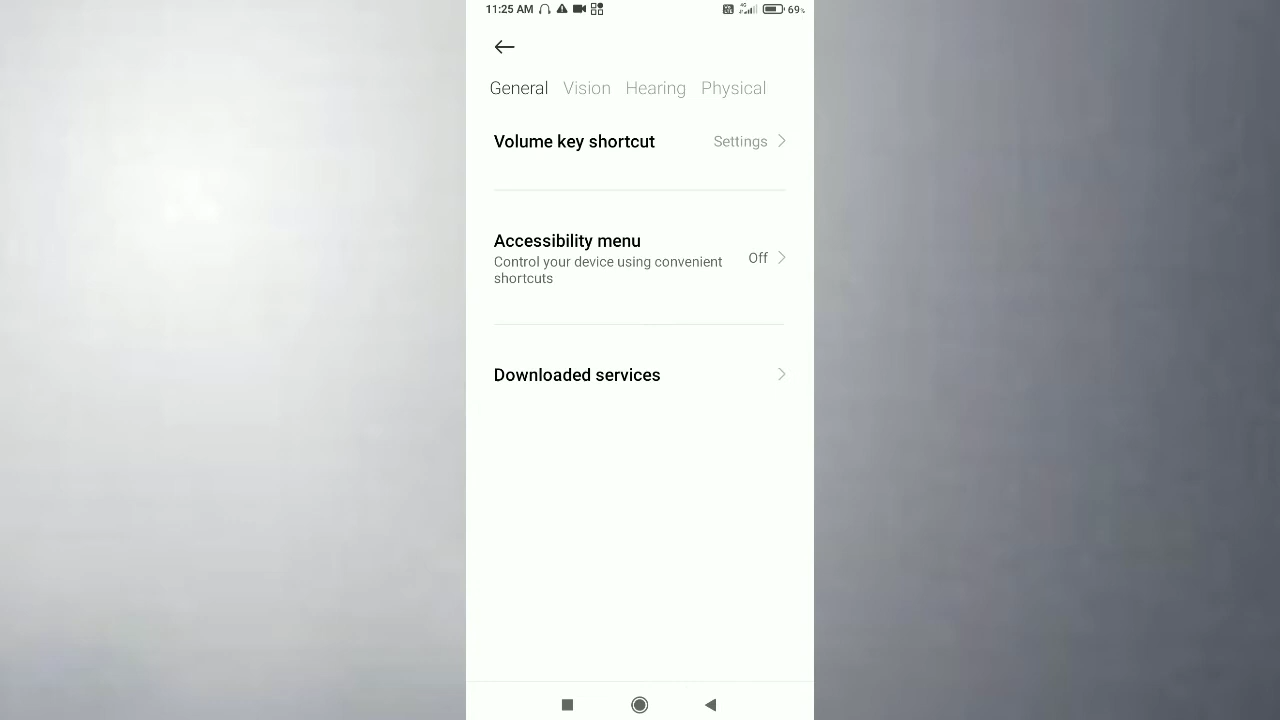 11:25 AM 69%
General Vision Hearing Physical
Volume key shortcut Settings
Accessibility menu
Control your device using convenient Off
shortcuts
Downloaded services